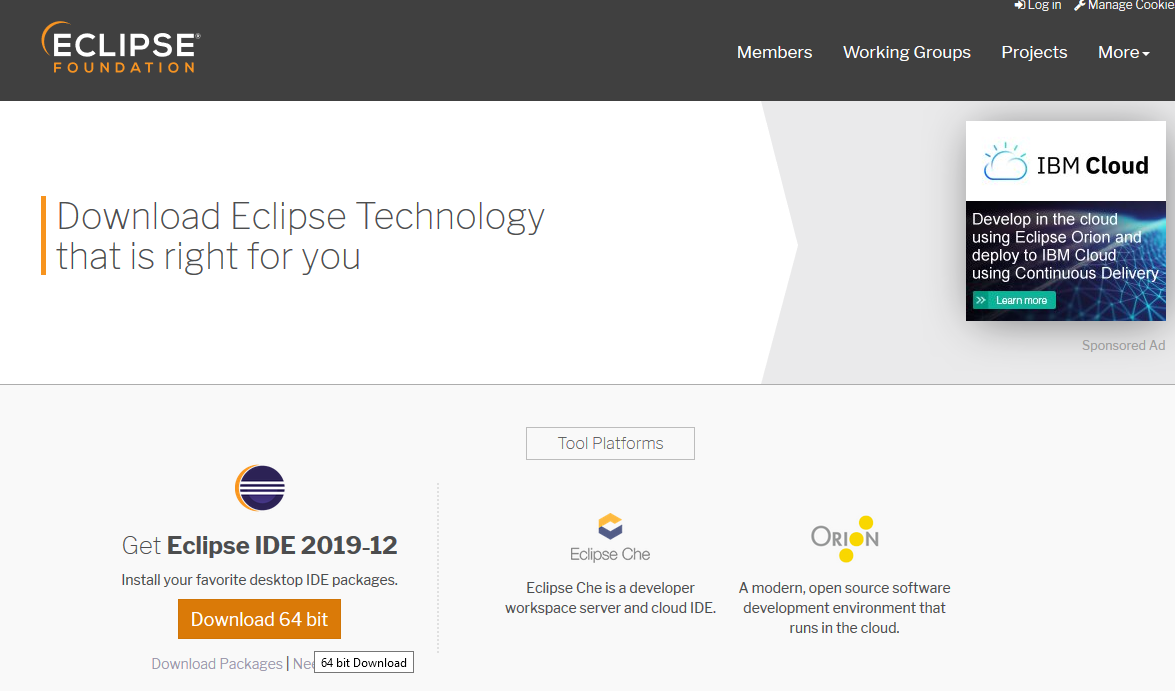 Log in Manage Cookie
ECLIPSE®
FOUNDATION
Members Working Groups Projects More
IBM Cloud
Develop in the cloud
using Eclipse Orion and
deploy to IBM Cloud
using Continuous Delivery
Learn more
Sponsored Ad
Download Eclipse Technology
that is right for you
Tool Platforms
Get Eclipse IDE 2019-12
Install your favorite desktop IDE packages.
Download 64 bit
Download Packages |
64 bit Download
Eclipse Che
Eclipse Che is a developer
workspace server and cloud IDE.
ORION
A modern, open source software
development environment that
runs in the cloud.